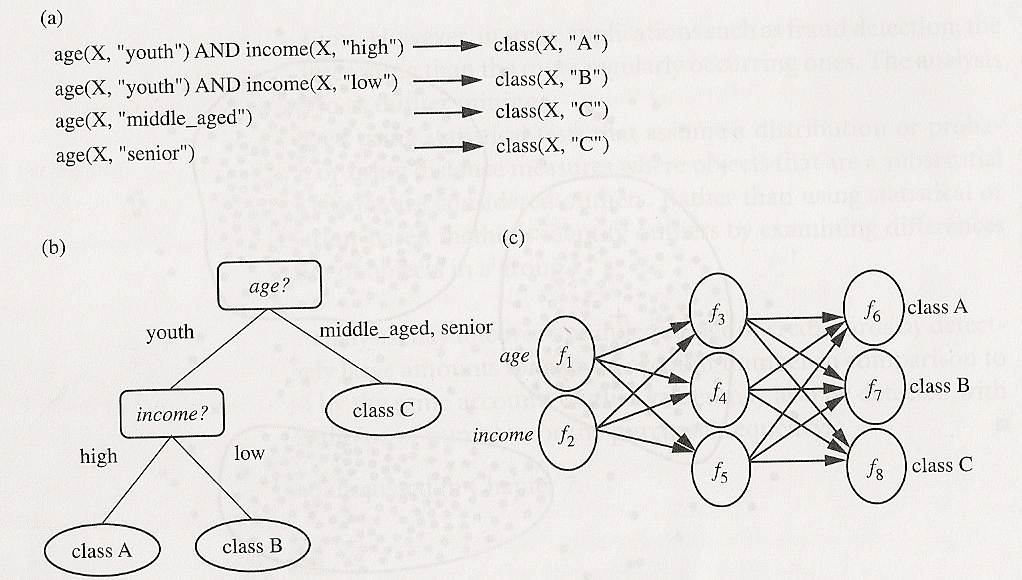 (a)
age(X, "youth") AND income(X, "high") class(X, "A")
age(X, "youth") AND income(X, "low") class(X, "B")
age(X, "middle_aged") class(X, "C")
age(X, "senior") class(X, "C")
(b)
age?
youth
middle_aged, senior
income?
class C
high
low
class A
class B
(c)
age
f1
income
f2
f3
f4
f5
f6
class A
f7
class B
f8
class C